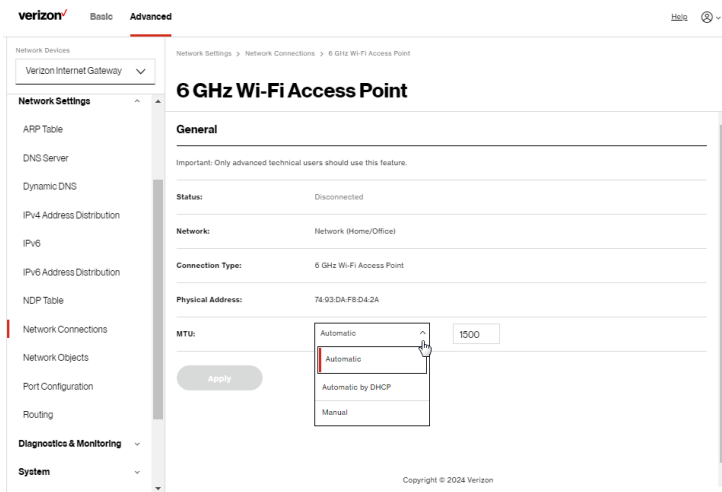 verizon Basic Advanced Help
Network Devices
Verizon Internet Gateway
Network Settings
ARP Table
DNS Server
Dynamic DNS
IPv4 Address Distribution
IPv6
IPv6 Address Distribution
NDP Table
Network Connections
Network Objects
Port Configuration
Routing
Diagnostics & Monitoring
System
Network Settings > Network Connections > 6 GHz Wi-Fi Access Point
6 GHz Wi-Fi Access Point
General
Important: Only advanced technical users should use this feature.
Status: Disconnected
Network: Network (Home/Office)
Connection Type: 6 GHz Wi-Fi Access Point
Physical Address: 74:93:DA:F8:D4:2A
MTU: Automatic 1500
Automatic
Automatic by DHCP
Manual
Apply
Copyright © 2024 Verizon